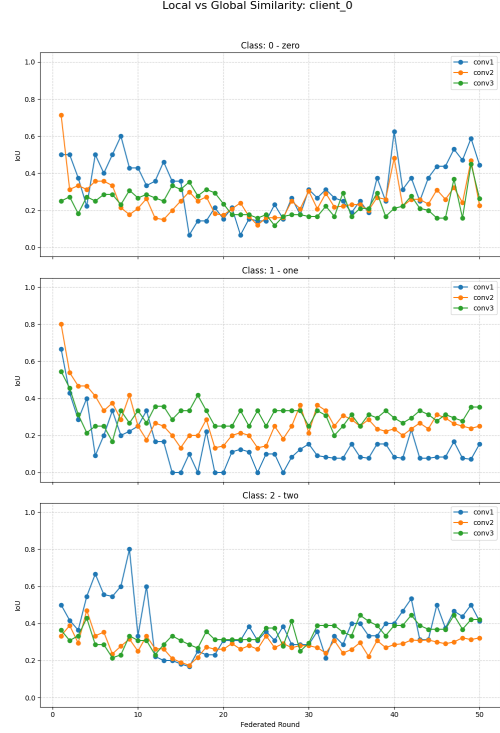 Local vs Global Similarity: client_0
Class: 0 - zero
1.0
0.8
0.6
0.4
0.2
0.0
IoU
conv1
conv2
conv3
Class: 1 - one
1.0
0.8
0.6
0.4
0.2
0.0
IoU
conv1
conv2
conv3
Class: 2 - two
1.0
0.8
0.6
0.4
0.2
0.0
IoU
conv1
conv2
conv3
0 10 20 30 40 50
Federated Round